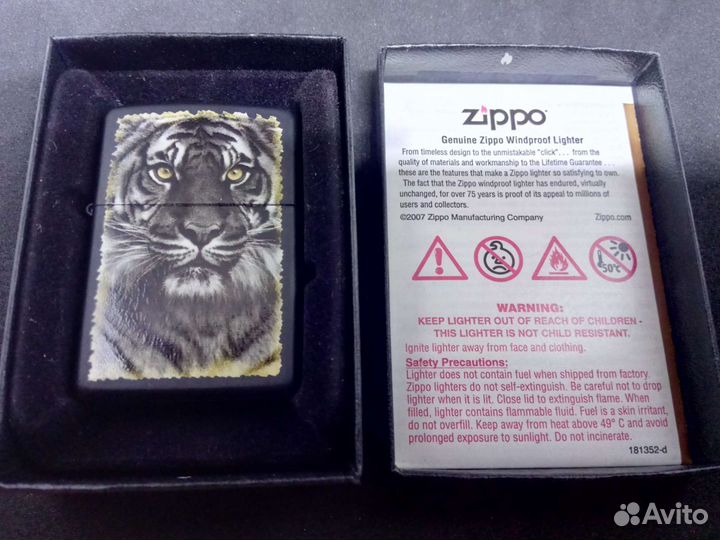 zippo
Genuine Zippo Windproof Lighter
From timeless design to the unmistakable "click". . . from the
quality of materials and workmanship to the Lifetime Guarantee . . .
these are the features that make a Zippo lighter so satisfying to own.
The fact that the Zippo windproof lighter has endured, virtually
unchanged, for over 75 years is proof of its appeal to millions of
users and collectors.
©2007 Zippo Manufacturing Company Zippo.com
50°C
WARNING:
KEEP LIGHTER OUT OF REACH OF CHILDREN -
THIS LIGHTER IS NOT CHILD RESISTANT.
Ignite lighter away from face and clothing.
Safety Precautions:
Lighter does not contain fuel when shipped from factory.
Zippo lighters do not self-extinguish. Be careful not to drop
lighter when it is lit. Close lid to extinguish flame. When
filled, lighter contains flammable fluid. Fuel is a skin irritant,
do not overfill. Keep away from heat above 49° C and avoid
prolonged exposure to sunlight. Do not incinerate.
181352-d
Avito